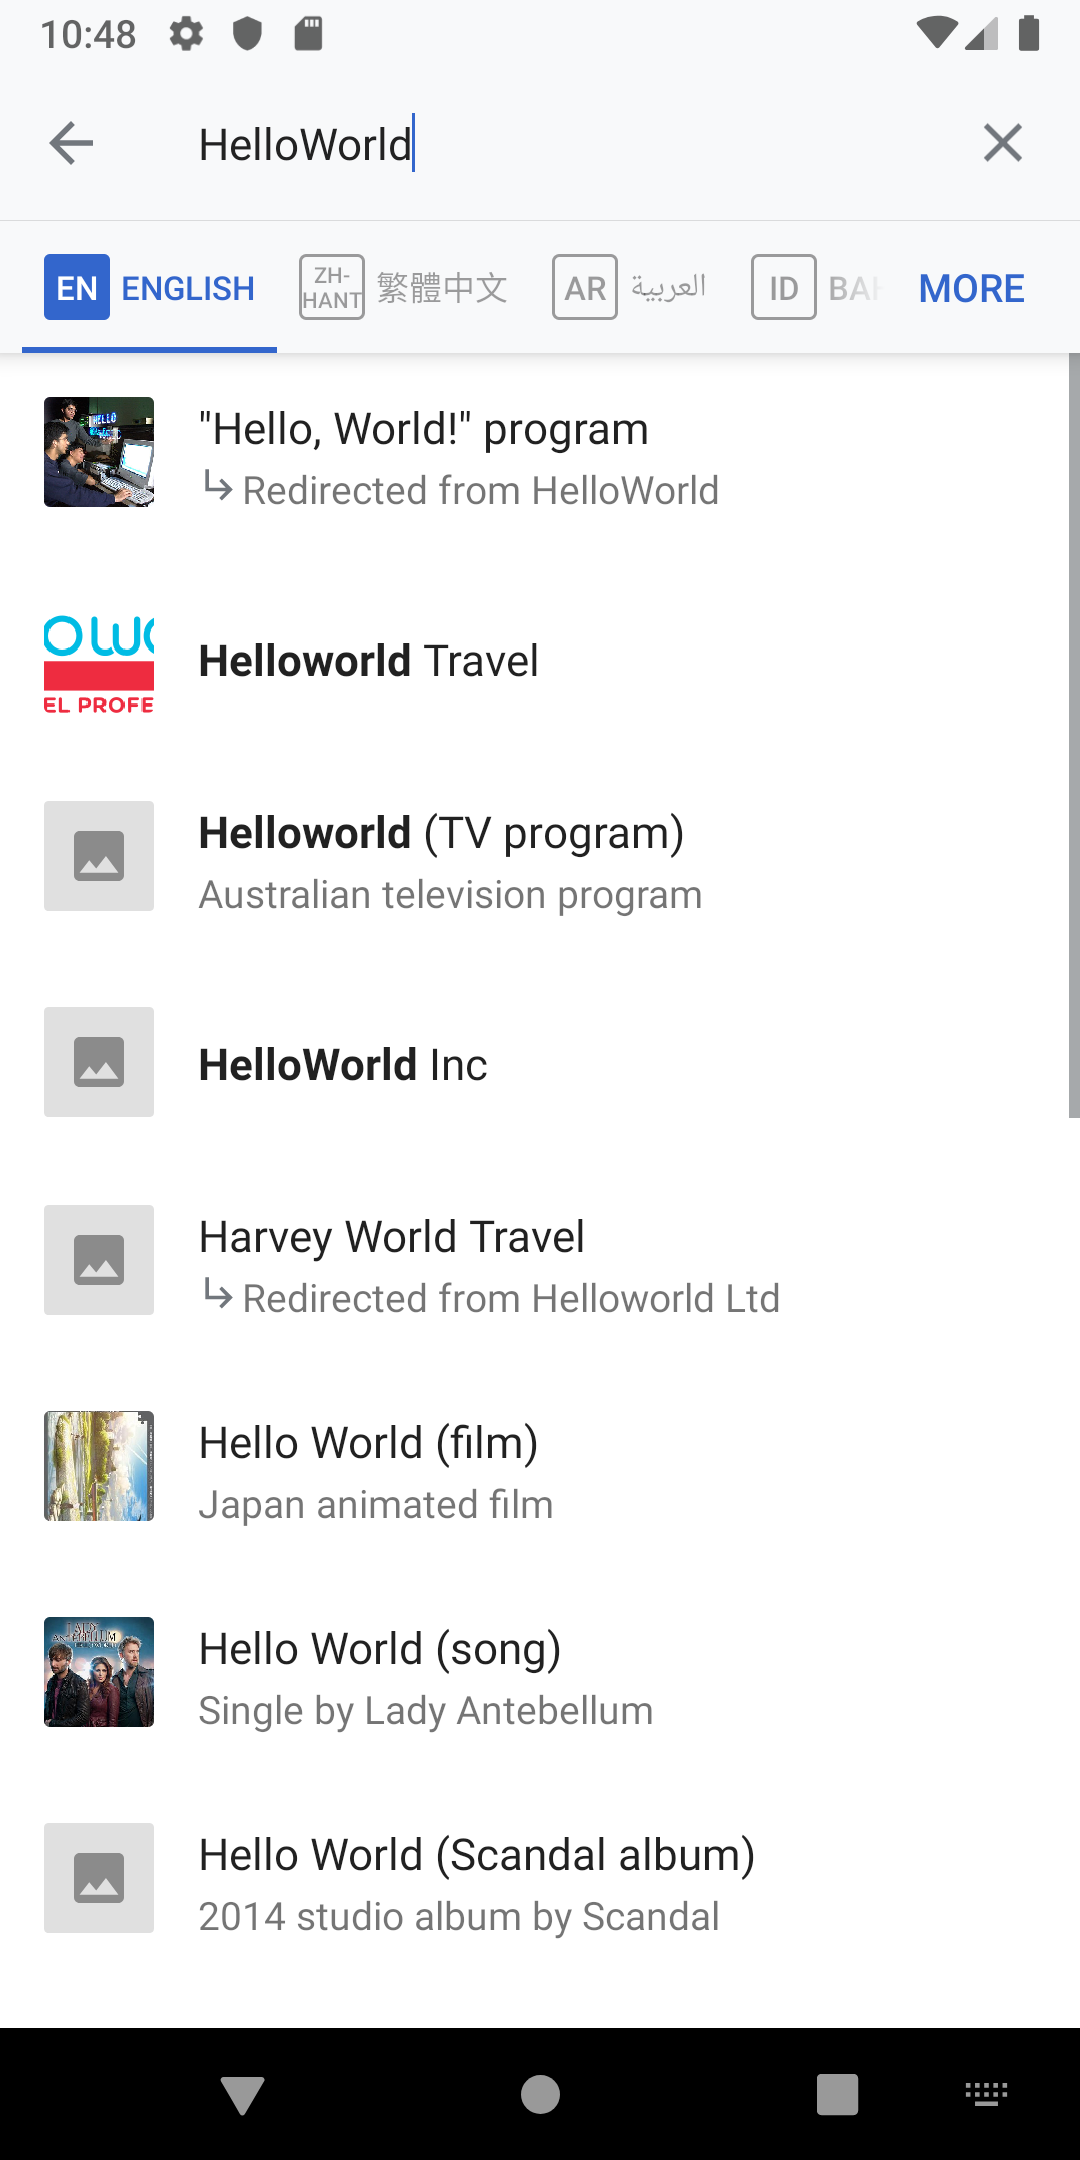 10:48
HelloWorld
EN ENGLISH ZH-HANT 繁體中文 AR العربية ID BAH MORE
"Hello, World!" program
Redirected from HelloWorld
OWO
EL PROFE
Helloworld Travel
Helloworld (TV program)
Australian television program
HelloWorld Inc
Harvey World Travel
Redirected from Helloworld Ltd
Hello World (film)
Japan animated film
Hello World (song)
Single by Lady Antebellum
Hello World (Scandal album)
2014 studio album by Scandal